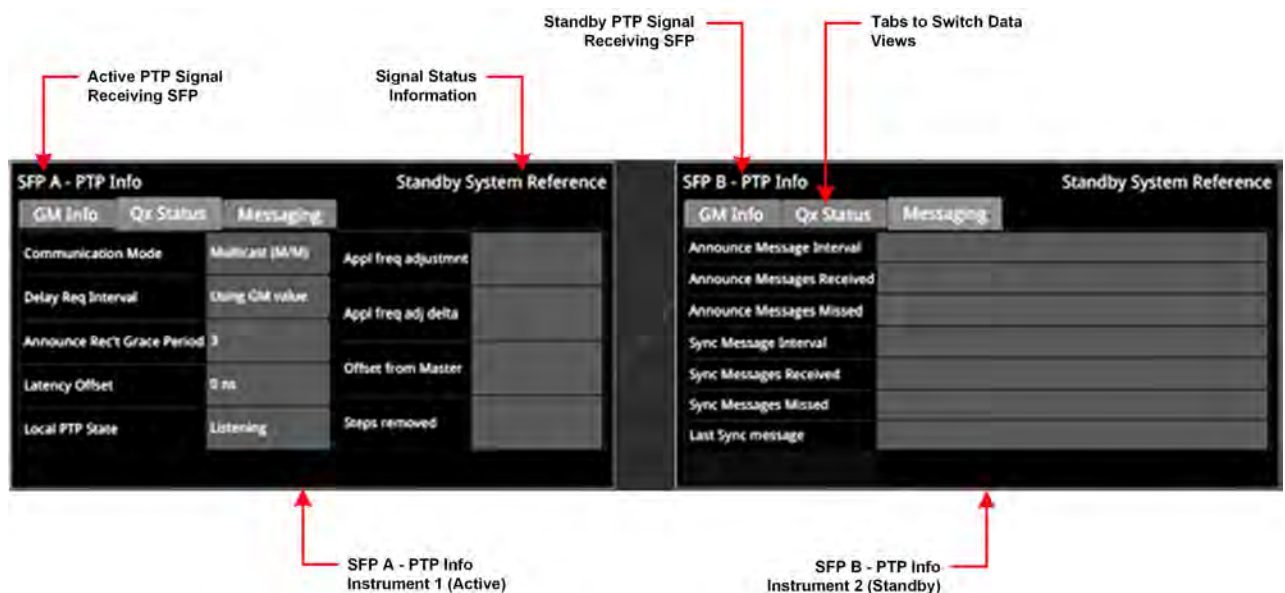 Active PTP Signal
Receiving SFP
Signal Status
Information
Standby PTP Signal
Receiving SFP
Tabs to Switch Data
Views
SFP A - PTP Info
Standby System Reference
GM Info
Qx Status
Messaging
Communication Mode
Multicast (M/M)
Delay Req Interval
Using GM value
Announce Rec't Grace Period
3
Latency Offset
0 ns
Local PTP State
Listening
Appl freq adjustmnt
Appl freq adj delta
Offset from Master
Steps removed
SFP B - PTP Info
Standby System Reference
GM Info
Qx Status
Messaging
Announce Message Interval
Announce Messages Received
Announce Messages Missed
Sync Message Interval
Sync Messages Received
Sync Messages Missed
Last Sync message
SFP A - PTP Info
Instrument 1 (Active)
SFP B - PTP Info
Instrument 2 (Standby)